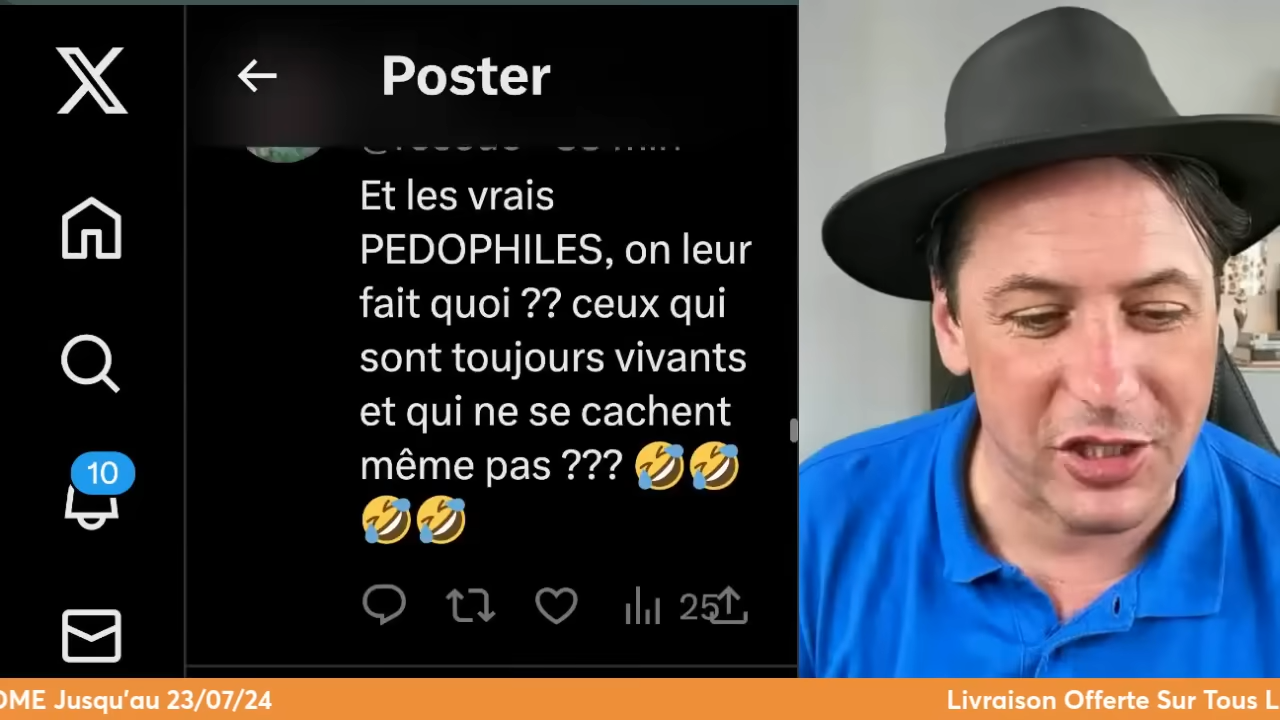 Poster
Et les vrais
PEDOPHILES, on leur
fait quoi ?? ceux qui
sont toujours vivants
et qui ne se cachent
même pas ??? 🤣🤣
🤣🤣
10
25
Jusqu'au 23/07/24
Livraison Offerte Sur Tous